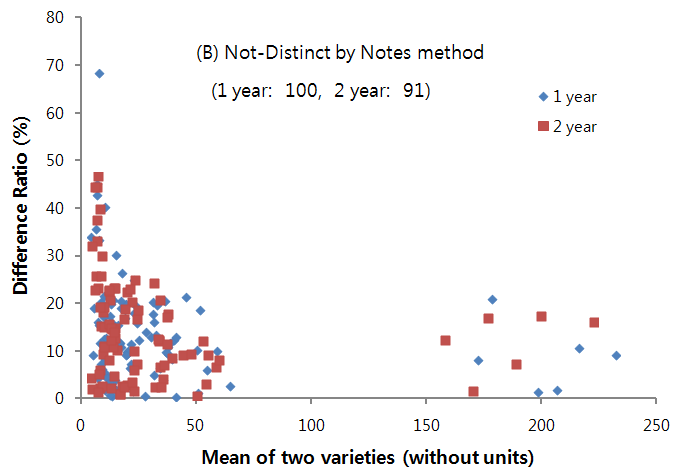 80
(B) Not-Distinct by Notes method
70
(1 year: 100, 2 year: 91)
1 year
60
2 year
50
40
30
20
10
0
0 50 100 150 200 250
Difference Ratio (%)
Mean of two varieties (without units)